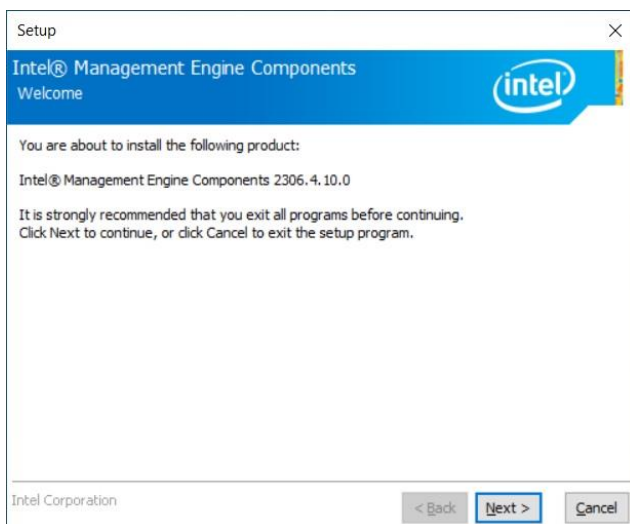 Setup
Intel® Management Engine Components
Welcome
intel
You are about to install the following product:
Intel® Management Engine Components 2306.4.10.0
It is strongly recommended that you exit all programs before continuing.
Click Next to continue, or click Cancel to exit the setup program.
Intel Corporation
< Back
Next >
Cancel